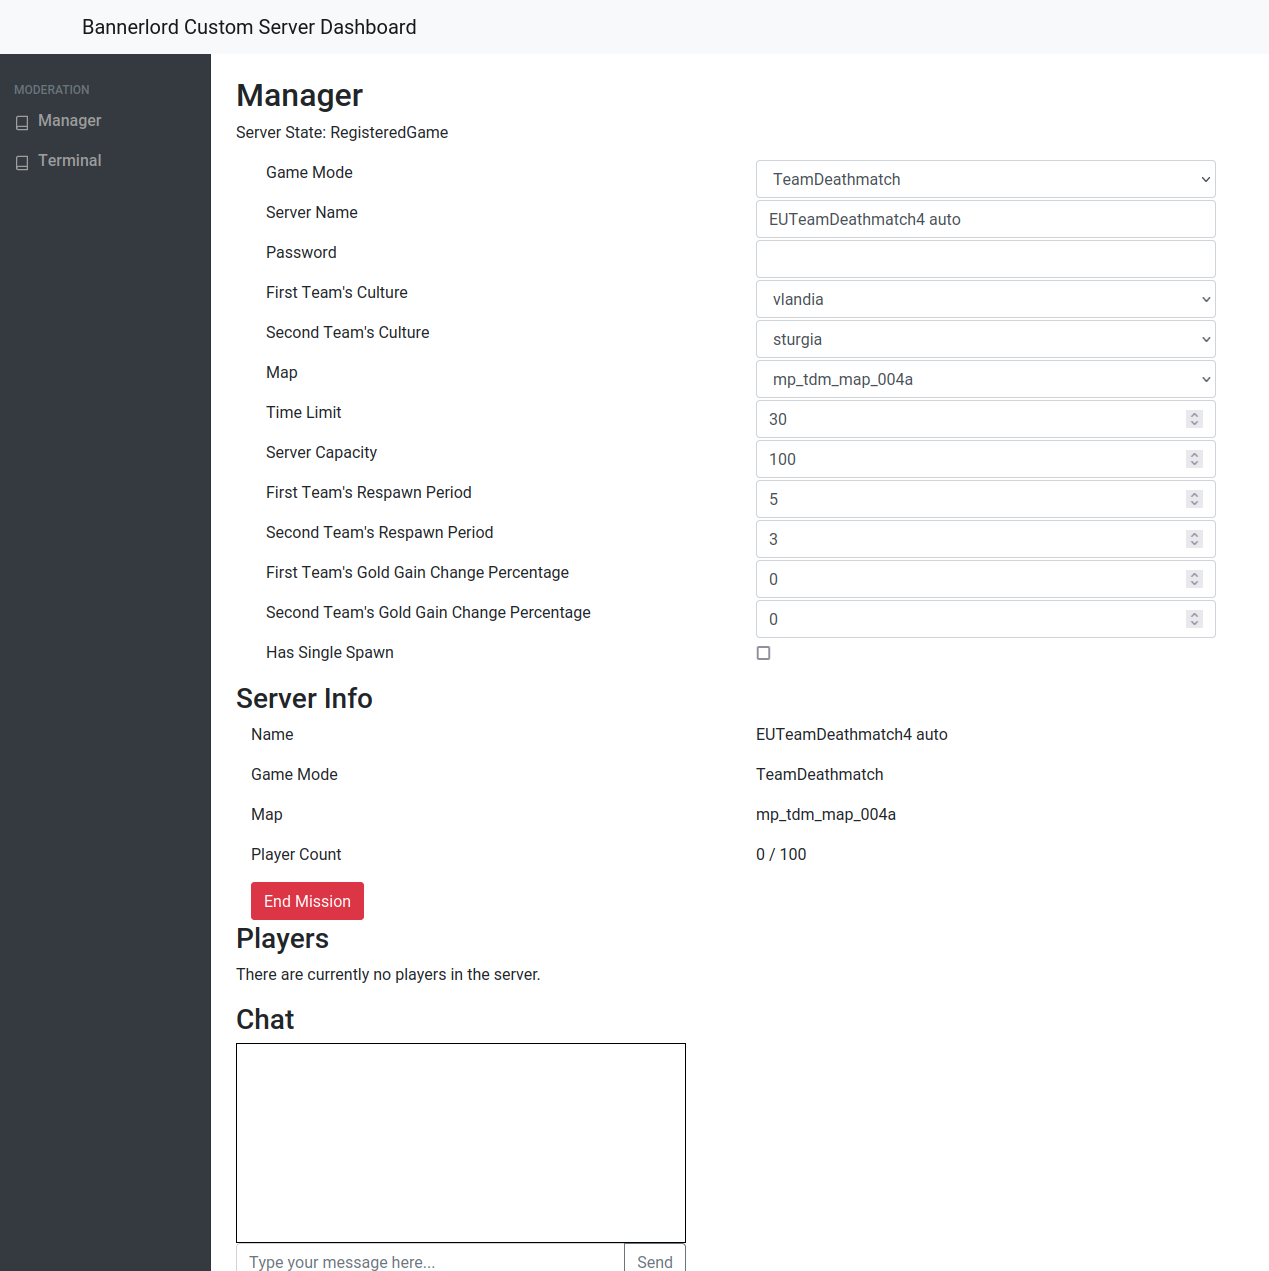 Bannerlord Custom Server Dashboard
MODERATION
Manager
Terminal
Manager
Server State: RegisteredGame
Game Mode TeamDeathmatch
Server Name EUTeamDeathmatch4 auto
Password
First Team's Culture vlandia
Second Team's Culture sturgia
Map mp_tdm_map_004a
Time Limit 30
Server Capacity 100
First Team's Respawn Period 5
Second Team's Respawn Period 3
First Team's Gold Gain Change Percentage 0
Second Team's Gold Gain Change Percentage 0
Has Single Spawn
Server Info
Name EUTeamDeathmatch4 auto
Game Mode TeamDeathmatch
Map mp_tdm_map_004a
Player Count 0 / 100
End Mission
Players
There are currently no players in the server.
Chat
Type your message here... Send